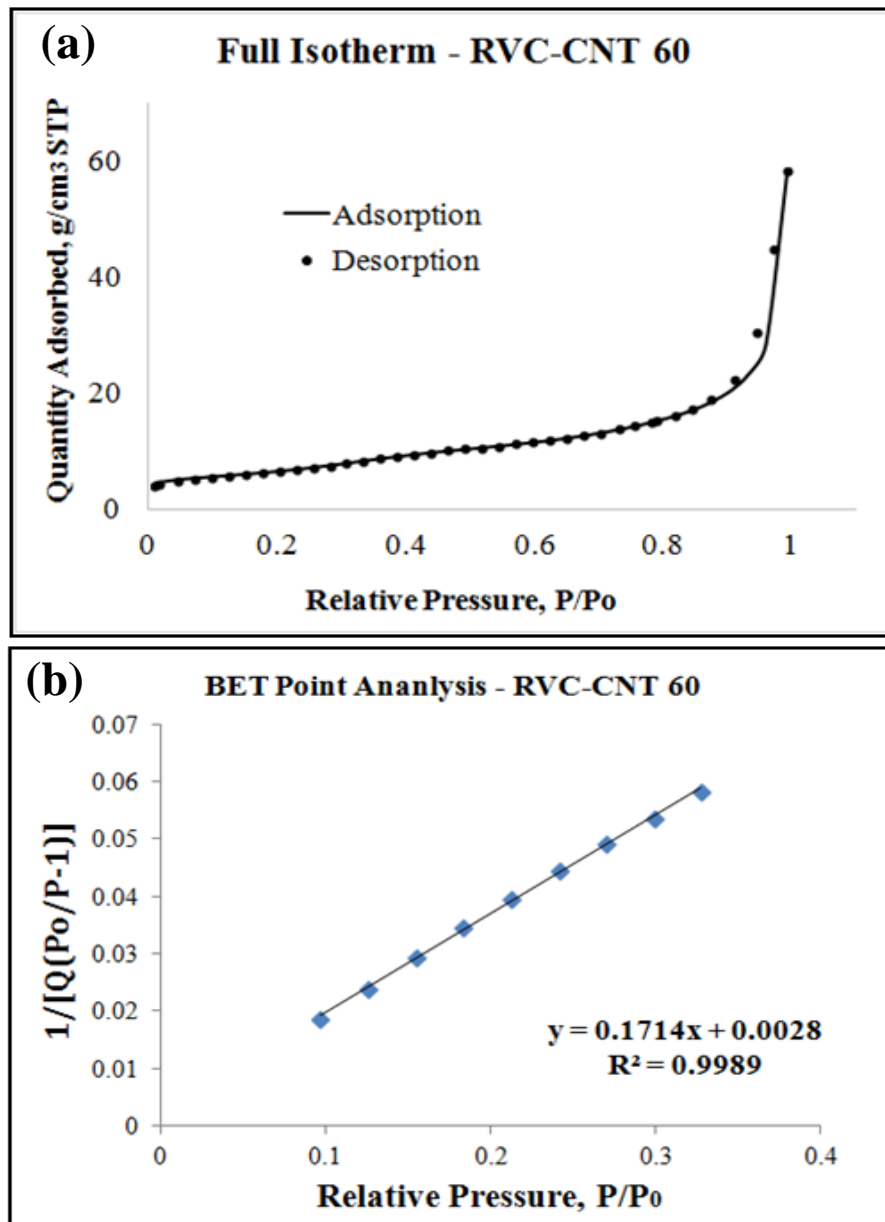 (a)
Full Isotherm - RVC-CNT 60
Quantity Adsorbed, g/cm3 STP
60
40
20
0
Adsorption
Desorption
0 0.2 0.4 0.6 0.8 1
Relative Pressure, P/Po
(b)
BET Point Ananlysis - RVC-CNT 60
1/[Q(Po/P-1)]
0.07
0.06
0.05
0.04
0.03
0.02
0.01
0
y = 0.1714x + 0.0028
R² = 0.9989
0 0.1 0.2 0.3 0.4
Relative Pressure, P/P0